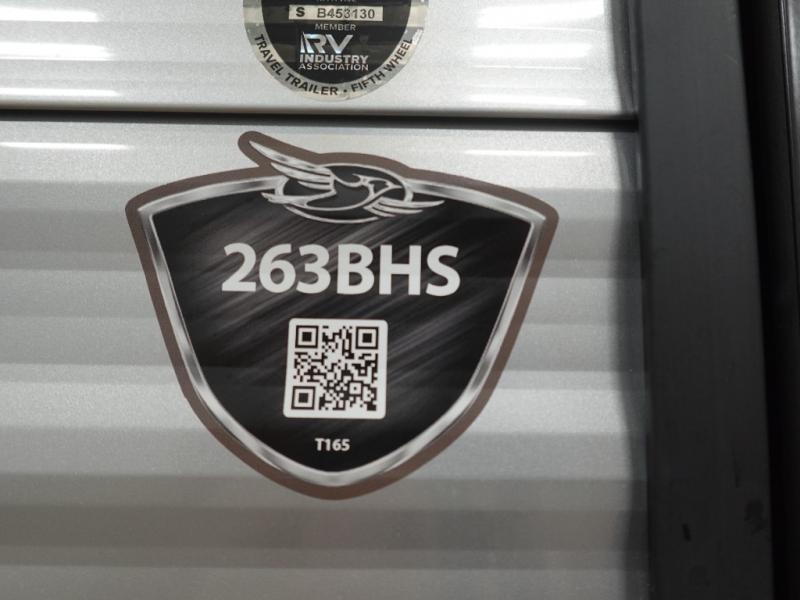 S B453130
MEMBER
RV
INDUSTRY
ASSOCIATION
TRAVEL TRAILER • FIFTH WHEEL
263BHS
T165